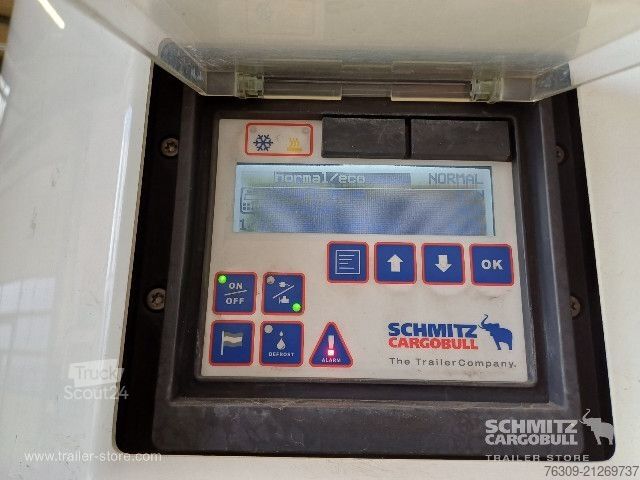 normal/eco NORMAL
OK
ON
OFF
DEFROST
ALARM
SCHMITZ
CARGOBULL
The TrailerCompany.
Truck
Scout24
www.trailer-store.com
SCHMITZ
CARGOBULL
TRAILER STORE
76309-21269737